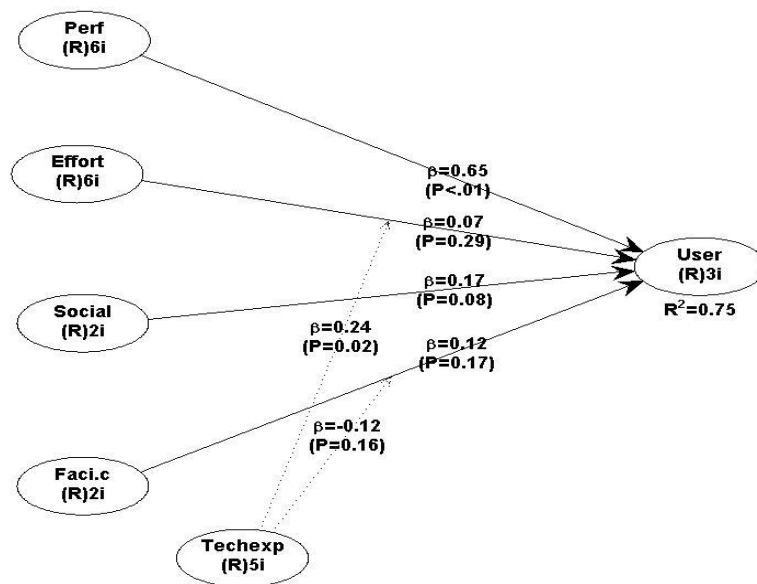 Perf
(R)6i
Effort
(R)6i
β=0.65
(P<.01)
β=0.07
(P=0.29)
User
(R)3i
R²=0.75
Social
(R)2i
β=0.17
(P=0.08)
β=0.24
(P=0.02)
β=0.12
(P=0.17)
β=-0.12
(P=0.16)
Faci.c
(R)2i
Techexp
(R)5i